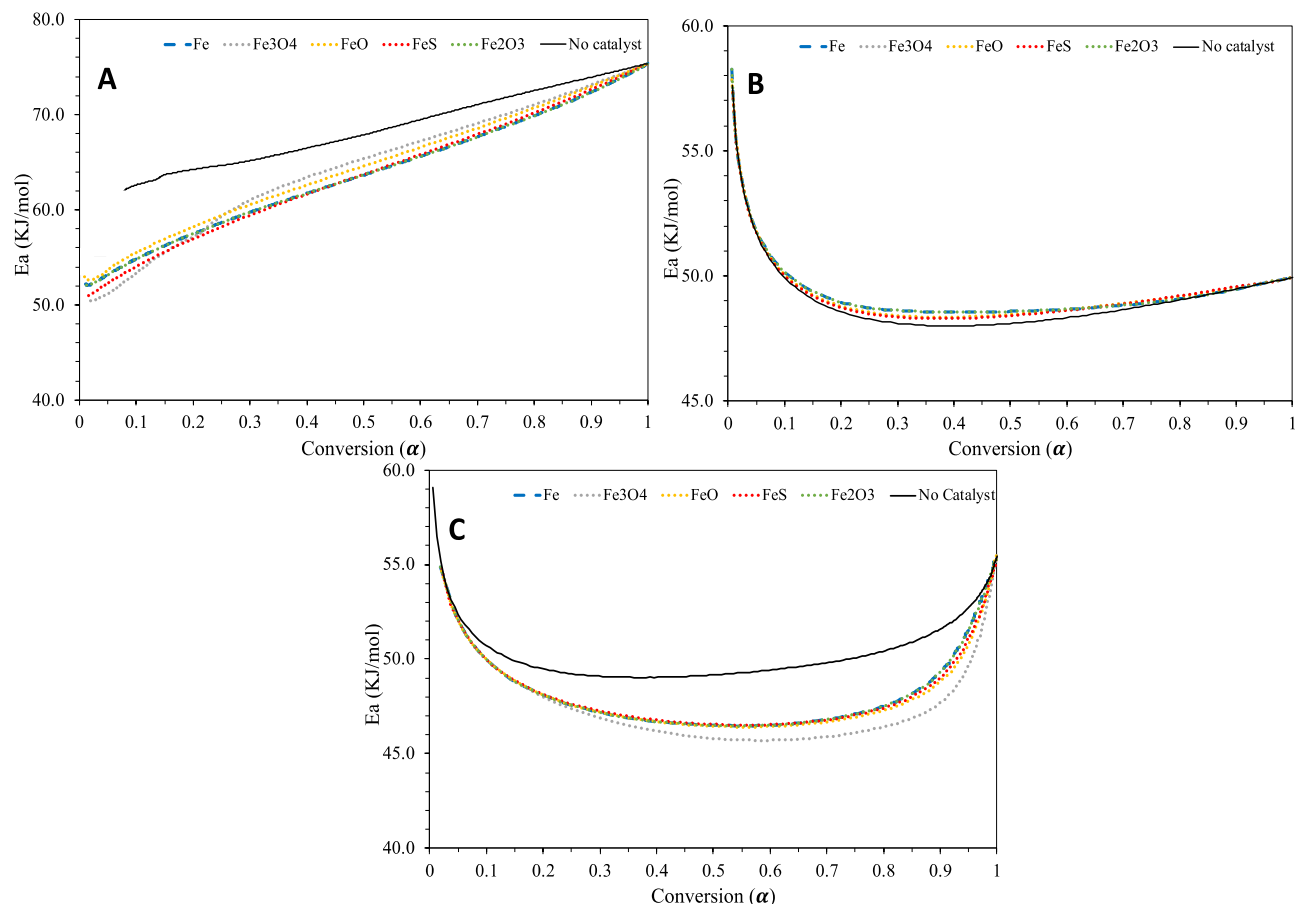 80.0
70.0
60.0
50.0
40.0
Ea (KJ/mol)
Fe Fe3O4 FeO FeS Fe2O3 No catalyst
A
0 0.1 0.2 0.3 0.4 0.5 0.6 0.7 0.8 0.9 1
Conversion (α)
60.0
55.0
50.0
45.0
Ea (KJ/mol)
Fe Fe3O4 FeO FeS Fe2O3 No catalyst
B
0 0.1 0.2 0.3 0.4 0.5 0.6 0.7 0.8 0.9 1
Conversion (α)
60.0
55.0
50.0
45.0
40.0
Ea (KJ/mol)
Fe Fe3O4 FeO FeS Fe2O3 No Catalyst
C
0 0.1 0.2 0.3 0.4 0.5 0.6 0.7 0.8 0.9 1
Conversion (α)